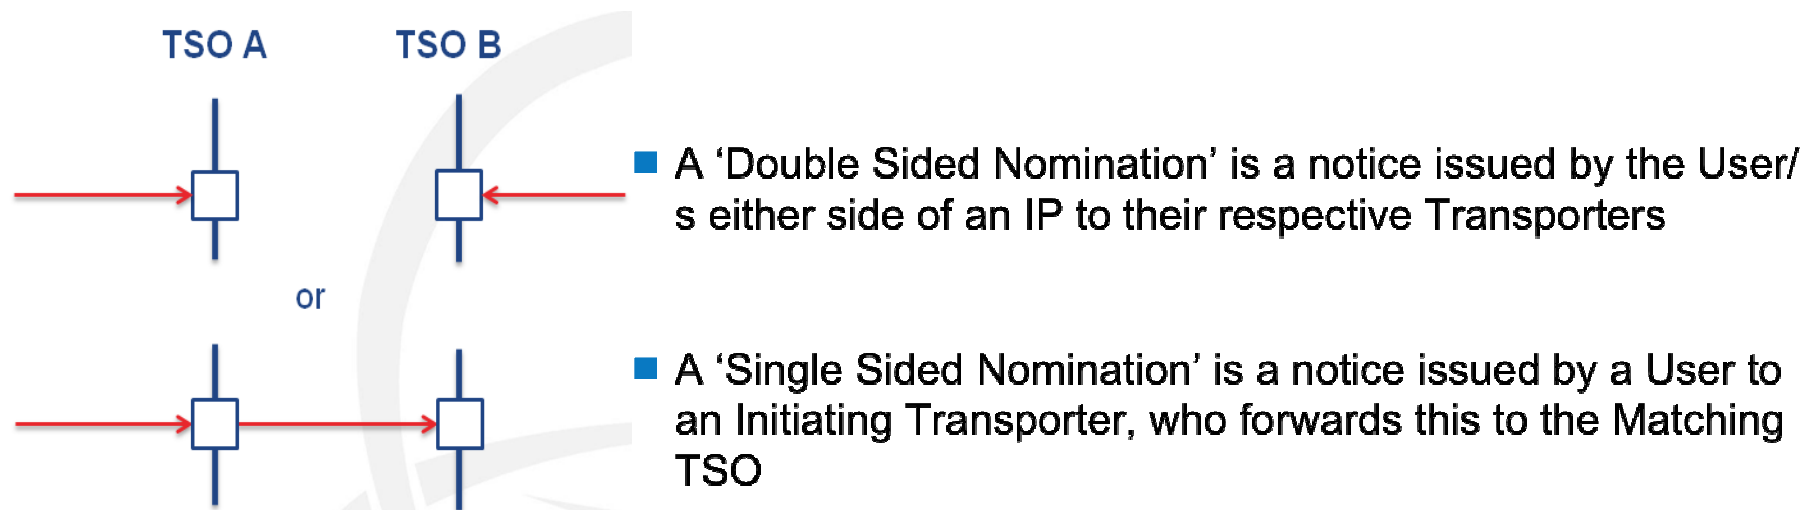 TSO A
TSO B
or
A ‘Double Sided Nomination’ is a notice issued by the User/
s either side of an IP to their respective Transporters
A ‘Single Sided Nomination’ is a notice issued by a User to
an Initiating Transporter, who forwards this to the Matching
TSO